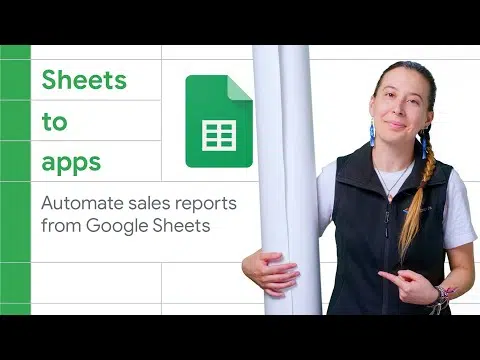 Sheets
to
apps
Automate sales reports
from Google Sheets